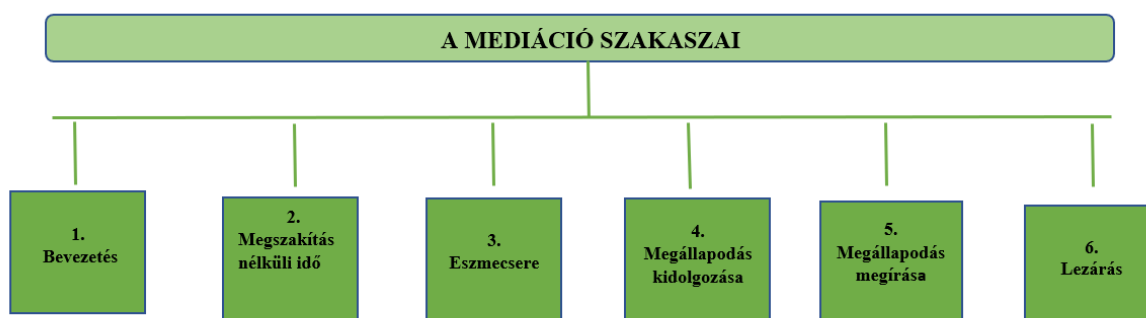 A MEDIÁCIÓ SZAKASZAI
1.
Bevezetés
2.
Megszakítás
nélküli idő
3.
Eszmecsere
4.
Megállapodás
kidolgozása
5.
Megállapodás
megírása
6.
Lezárás